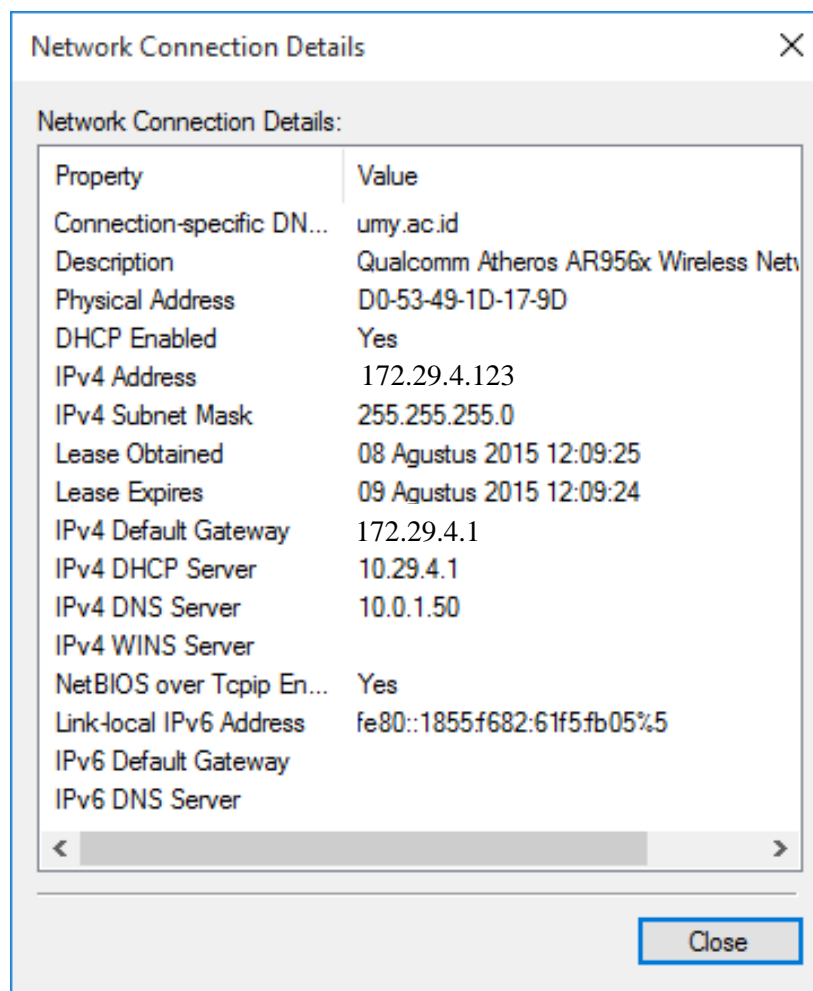 Network Connection Details
Network Connection Details:
Property Value
Connection-specific DN... umy.ac.id
Description Qualcomm Atheros AR956x Wireless Netw
Physical Address D0-53-49-1D-17-9D
DHCP Enabled Yes
IPv4 Address 172.29.4.123
IPv4 Subnet Mask 255.255.255.0
Lease Obtained 08 Agustus 2015 12:09:25
Lease Expires 09 Agustus 2015 12:09:24
IPv4 Default Gateway 172.29.4.1
IPv4 DHCP Server 10.29.4.1
IPv4 DNS Server 10.0.1.50
IPv4 WINS Server
NetBIOS over Tcpip En... Yes
Link-local IPv6 Address fe80::1855:f682:61f5:fb05%5
IPv6 Default Gateway
IPv6 DNS Server
Close